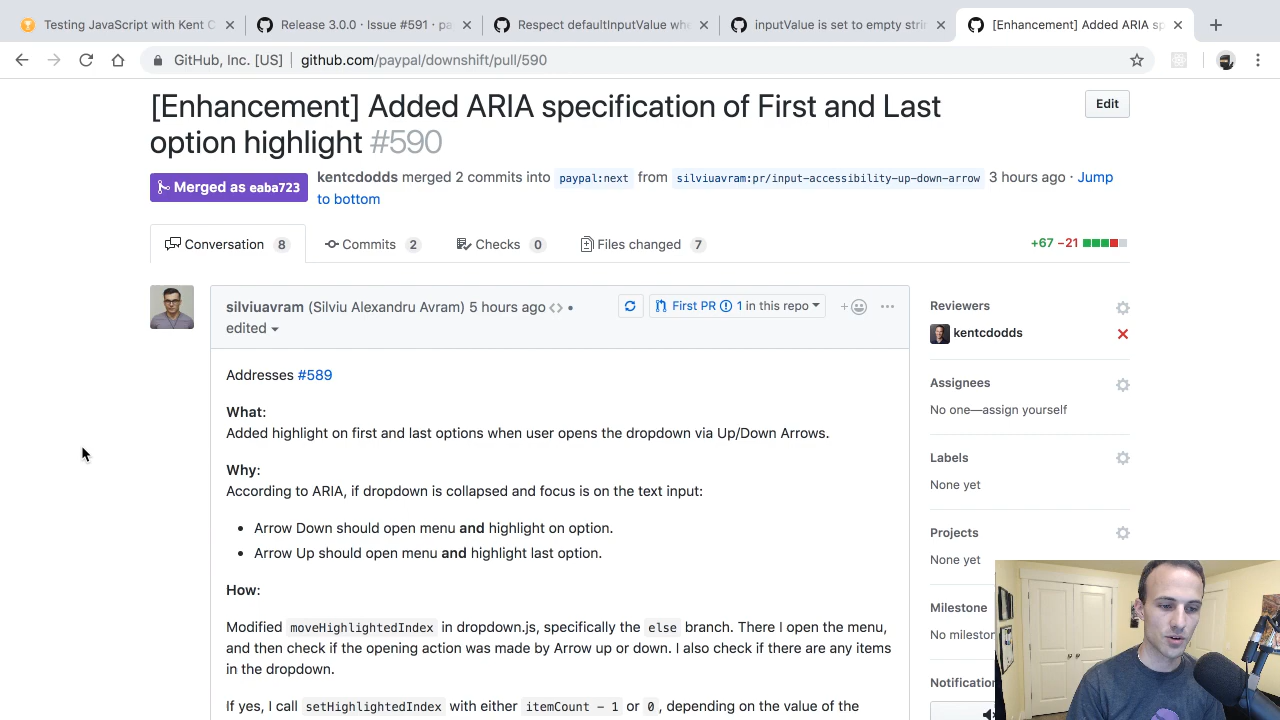 Testing JavaScript with Kent C
Release 3.0.0 · Issue #591 · pa
Respect defaultInputValue whe
inputValue is set to empty strin
[Enhancement] Added ARIA sp
GitHub, Inc. [US] | github.com/paypal/downshift/pull/590
[Enhancement] Added ARIA specification of First and Last
option highlight #590
Edit
Merged as eaba723
kentcdodds merged 2 commits into paypal:next from silviuavram:pr/input-accessibility-up-down-arrow 3 hours ago · Jump
to bottom
Conversation 8
Commits 2
Checks 0
Files changed 7
+67 −21
silviuavram (Silviu Alexandru Avram) 5 hours ago •
edited
First PR 1 in this repo
Addresses #589
What:
Added highlight on first and last options when user opens the dropdown via Up/Down Arrows.
Why:
According to ARIA, if dropdown is collapsed and focus is on the text input:
• Arrow Down should open menu and highlight on option.
• Arrow Up should open menu and highlight last option.
How:
Modified moveHighlightedIndex in dropdown.js, specifically the else branch. There I open the menu,
and then check if the opening action was made by Arrow up or down. I also check if there are any items
in the dropdown.
If yes, I call setHighlightedIndex with either itemCount - 1 or 0, depending on the value of the
Reviewers
kentcdodds
Assignees
No one—assign yourself
Labels
None yet
Projects
None yet
Milestone
No mileston
Notification